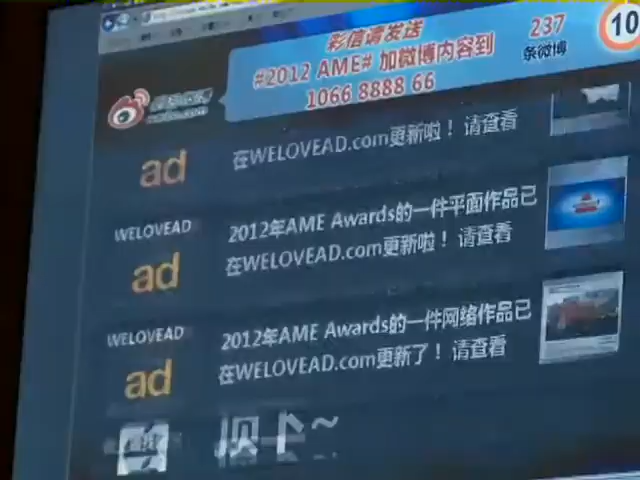 彩信请发送
237
10
#2012 AME# 加微博内容到
条微博
1066 8888 66
weibo.com
ad
在WELOVEAD.com更新啦！请查看
WELOVEAD
2012年AME Awards的一件平面作品已
ad
在WELOVEAD.com更新啦！请查看
WELOVEAD
2012年AME Awards的一件网络作品已
ad
在WELOVEAD.com更新了！请查看